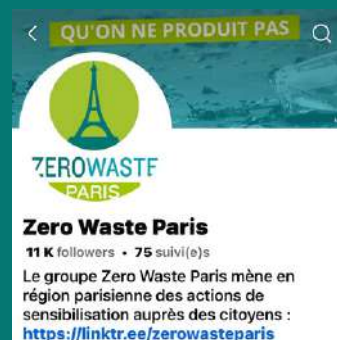 QU'ON NE PRODUIT PAS
ZEROWASTE
PARIS
Zero Waste Paris
11 K followers • 75 suivi(e)s
Le groupe Zero Waste Paris mène en
région parisienne des actions de
sensibilisation auprès des citoyens :
https://linktr.ee/zerowasteparis